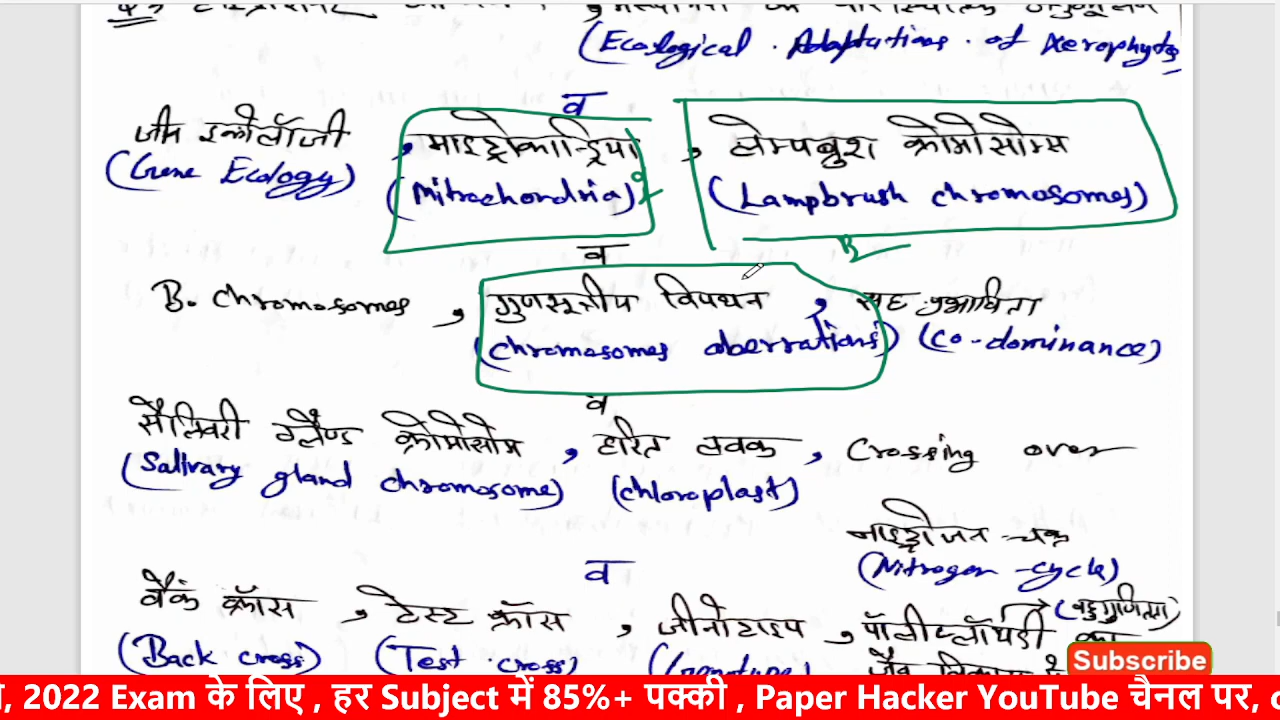 (Ecological Adaptations of Xerophytes
व
जीन इकोलॉजी , माइट्रोकान्ड्रिया , लेम्पब्रुश क्रोमोसोम्स
(Gene Ecology) (Mitrochondria) (Lampbrush chromosomes)
व
B. chromosomes , गुणसूत्रीय विपथन , सह प्रभाविता
(chromosomes aberrations) (co-dominance)
व
सैलिवरी ग्लैण्ड क्रोमोसोम , हरित लवक , Crossing over
(Salivary gland chromosome) (chloroplast)
नाइट्रोजन चक्र
(Nitrogen-cycle)
व
बैक क्रॉस , टेस्ट क्रॉस , जीनोटाइप , पॉलीप्लॉयडी (बहुगुणिता) का
(Back cross) (Test cross)
Subscribe
, 2022 Exam के लिए , हर Subject में 85%+ पक्की , Paper Hacker YouTube चैनल पर,